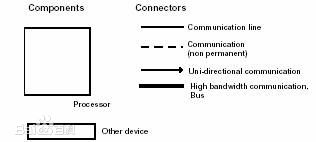 Components
Connectors
Communication line
Communication
(non permanent)
Uni-directional communication
High bandwidth communication,
Bus
Processor
Other device